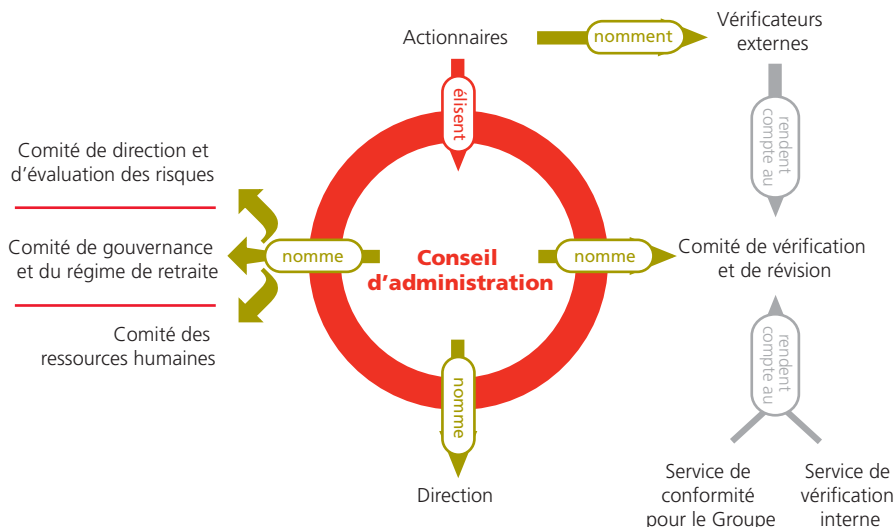 Actionnaires
nomment
Vérificateurs
externes
élisent
rendent
compte au
Comité de direction et
d'évaluation des risques
Comité de gouvernance
et du régime de retraite
Comité des
ressources humaines
nomme
Conseil
d'administration
nomme
Comité de vérification
et de révision
nomme
Direction
rendent
compte au
Service de
conformité
pour le Groupe
Service de
vérification
interne